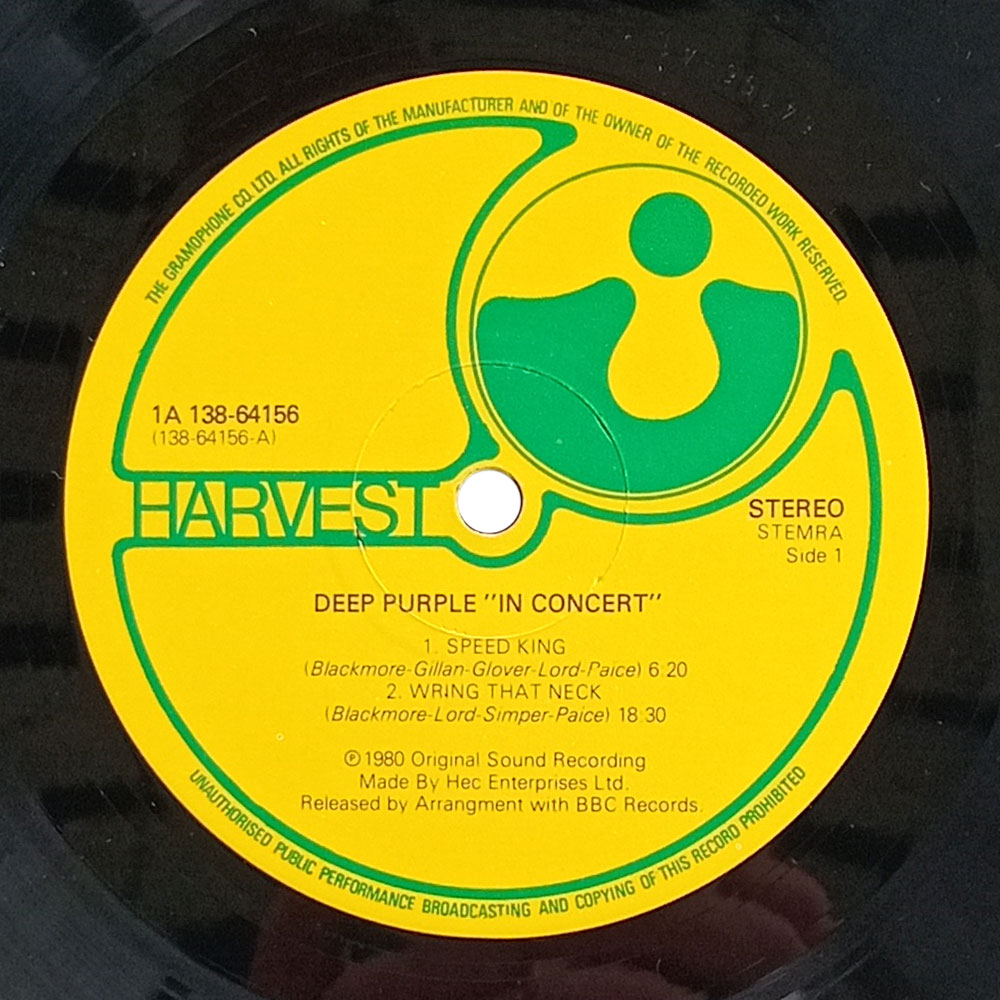 THE GRAMOPHONE CO. LTD. ALL RIGHTS OF THE MANUFACTURER AND OF THE OWNER OF THE RECORDED WORK RESERVED.
1A 138-64156
(138-64156-A)
HARVEST
STEREO
STEMRA
Side 1
DEEP PURPLE "IN CONCERT"
1. SPEED KING
(Blackmore-Gillan-Glover-Lord-Paice) 6:20
2. WRING THAT NECK
(Blackmore-Lord-Simper-Paice) 18:30
℗ 1980 Original Sound Recording
Made By Hec Enterprises Ltd.
Released by Arrangment with BBC Records.
UNAUTHORISED PUBLIC PERFORMANCE BROADCASTING AND COPYING OF THIS RECORD PROHIBITED